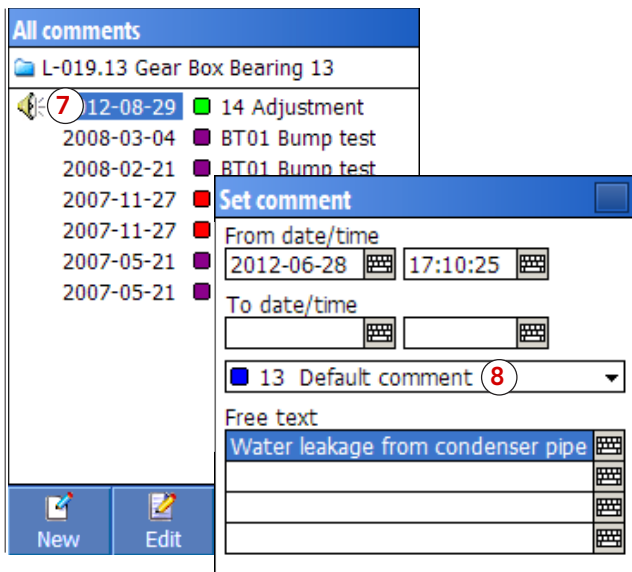 All comments
L-019.13 Gear Box Bearing 13
7 12-08-29 14 Adjustment
2008-03-04 BT01 Bump test
2008-02-21 BT01 Bump test
2007-11-27
2007-11-27
2007-05-21
2007-05-21
New Edit
Set comment
From date/time
2012-06-28 17:10:25
To date/time
13 Default comment 8
Free text
Water leakage from condenser pipe